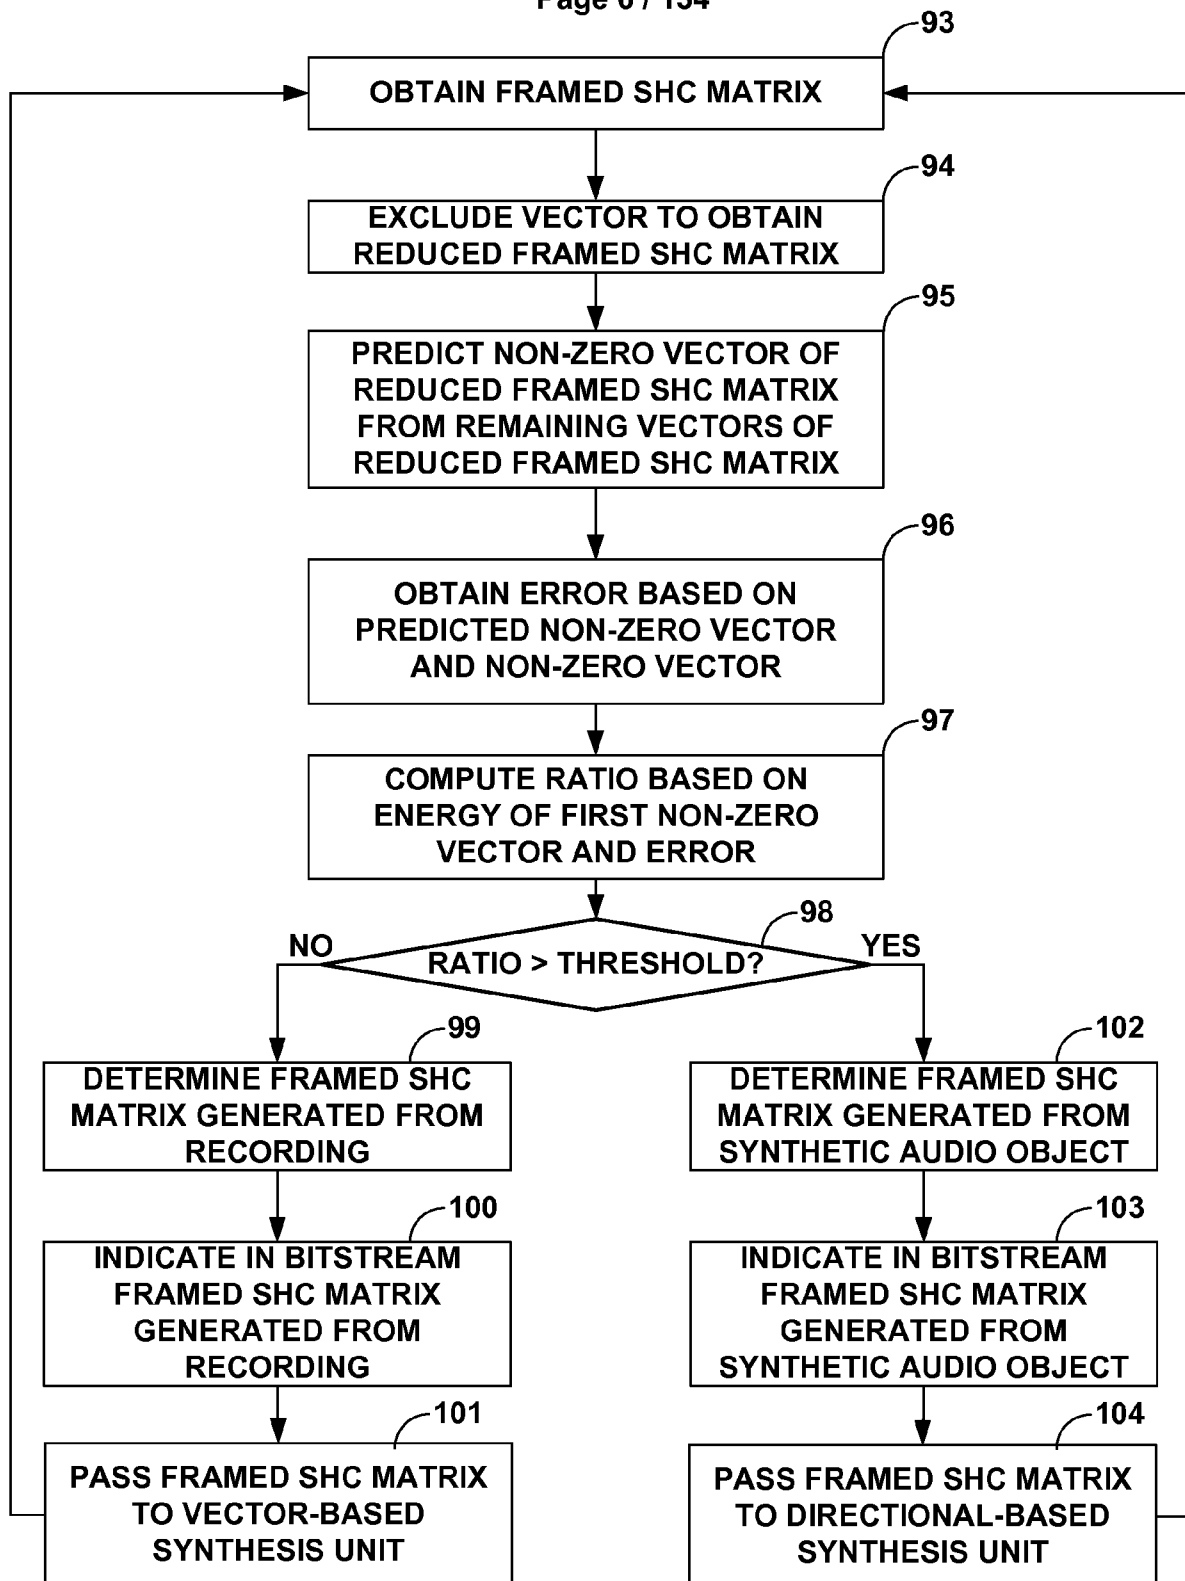 Page 6 / 134
93
OBTAIN FRAMED SHC MATRIX
94
EXCLUDE VECTOR TO OBTAIN
REDUCED FRAMED SHC MATRIX
95
PREDICT NON-ZERO VECTOR OF
REDUCED FRAMED SHC MATRIX
FROM REMAINING VECTORS OF
REDUCED FRAMED SHC MATRIX
96
OBTAIN ERROR BASED ON
PREDICTED NON-ZERO VECTOR
AND NON-ZERO VECTOR
97
COMPUTE RATIO BASED ON
ENERGY OF FIRST NON-ZERO
VECTOR AND ERROR
98
NO
RATIO > THRESHOLD?
YES
99
DETERMINE FRAMED SHC
MATRIX GENERATED FROM
RECORDING
102
DETERMINE FRAMED SHC
MATRIX GENERATED FROM
SYNTHETIC AUDIO OBJECT
100
INDICATE IN BITSTREAM
FRAMED SHC MATRIX
GENERATED FROM
RECORDING
103
INDICATE IN BITSTREAM
FRAMED SHC MATRIX
GENERATED FROM
SYNTHETIC AUDIO OBJECT
101
PASS FRAMED SHC MATRIX
TO VECTOR-BASED
SYNTHESIS UNIT
104
PASS FRAMED SHC MATRIX
TO DIRECTIONAL-BASED
SYNTHESIS UNIT